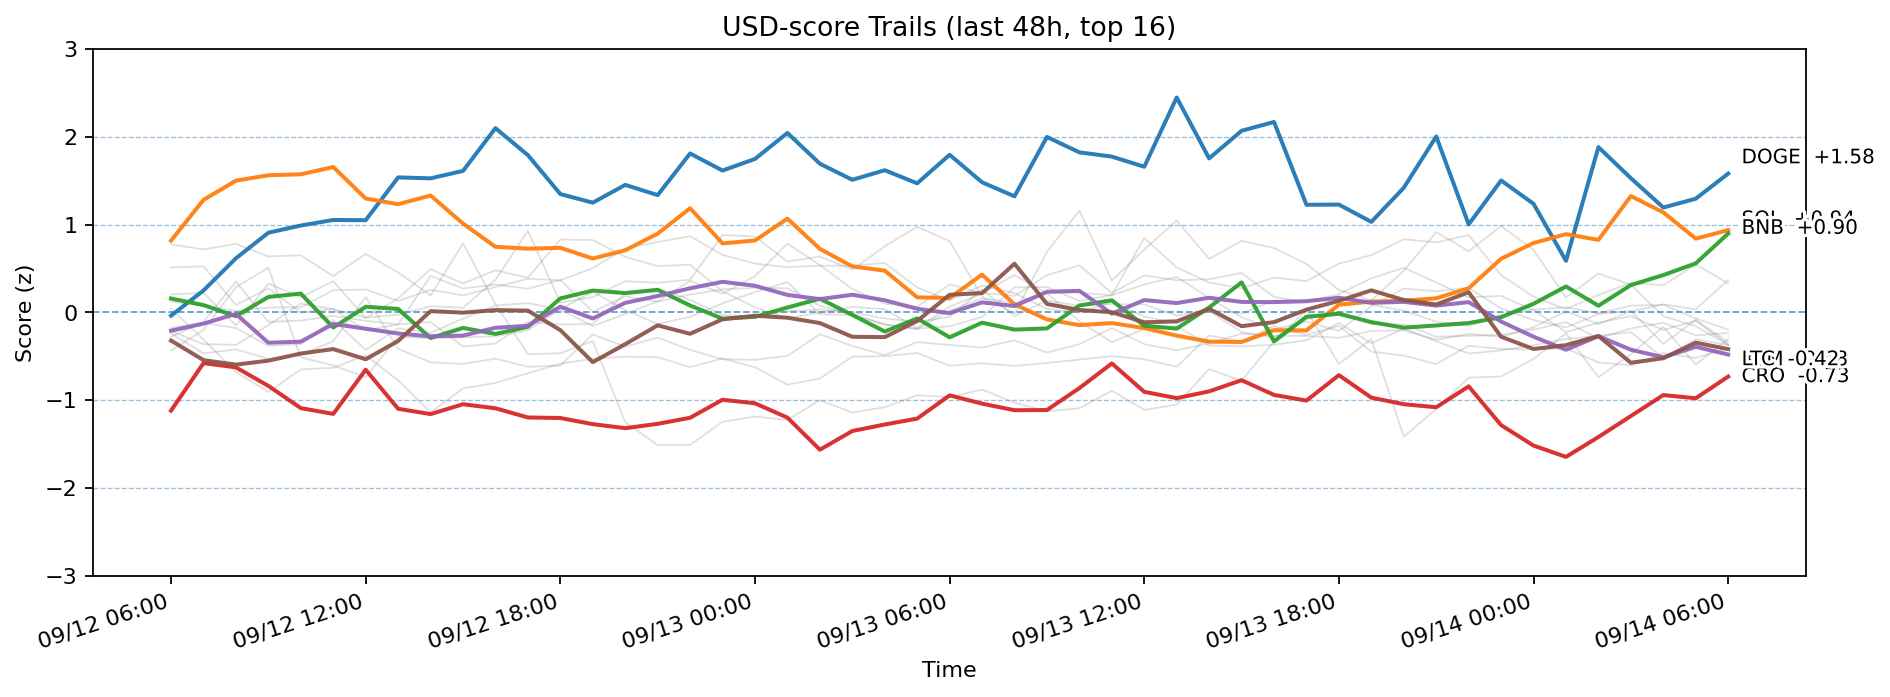 USD-score Trails (last 48h, top 16)
Score (z)
3
2
1
0
−1
−2
−3
DOGE +1.58
BNB +0.90
CRO -0.73
09/12 06:00
09/12 12:00
09/12 18:00
09/13 00:00
09/13 06:00
09/13 12:00
09/13 18:00
09/14 00:00
09/14 06:00
Time